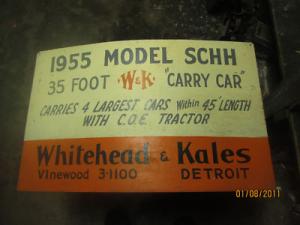 1955 MODEL SCHH
35 FOOT W&K "CARRY CAR"
CARRIES 4 LARGEST CARS Within 45' LENGTH
WITH C.O.E. TRACTOR
Whitehead & Kales
Vinewood 3-1100 DETROIT
01/08/2011